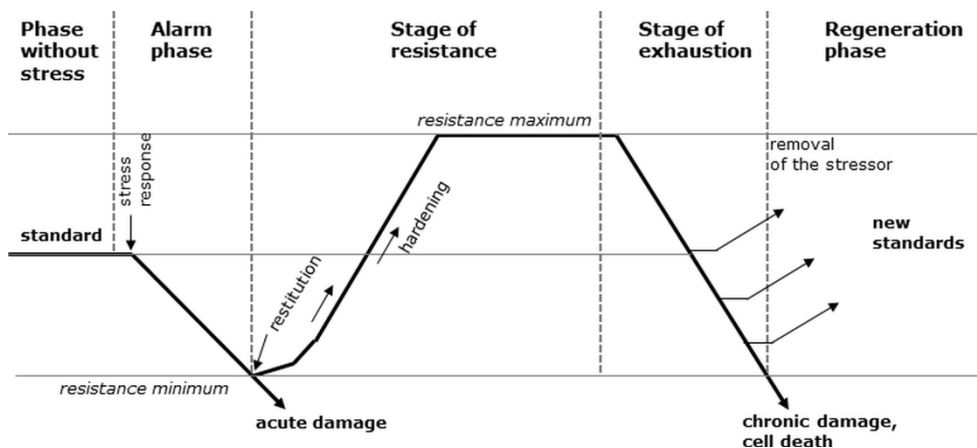 Phase
without
stress
Alarm
phase
Stage of
resistance
Stage of
exhaustion
Regeneration
phase
resistance maximum
removal
of the stressor
stress
response
hardening
standard
new
standards
restitution
resistance minimum
acute damage
chronic damage,
cell death